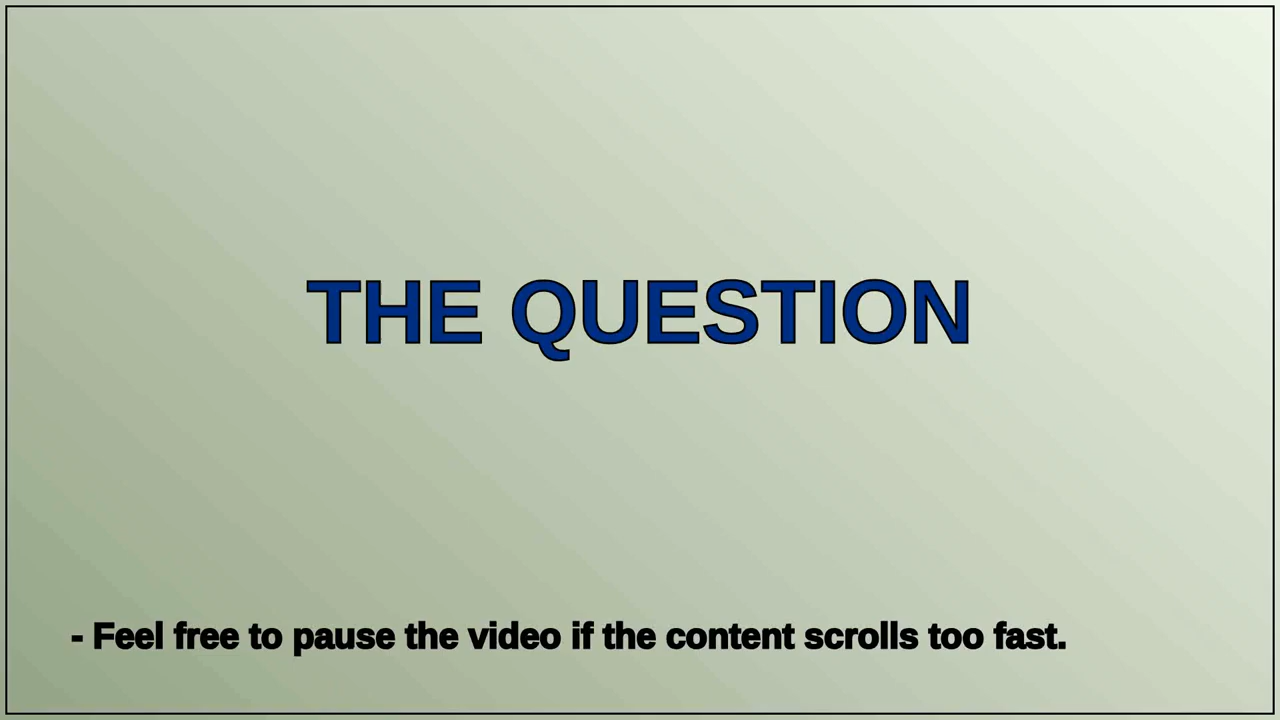 THE QUESTION
- Feel free to pause the video if the content scrolls too fast.